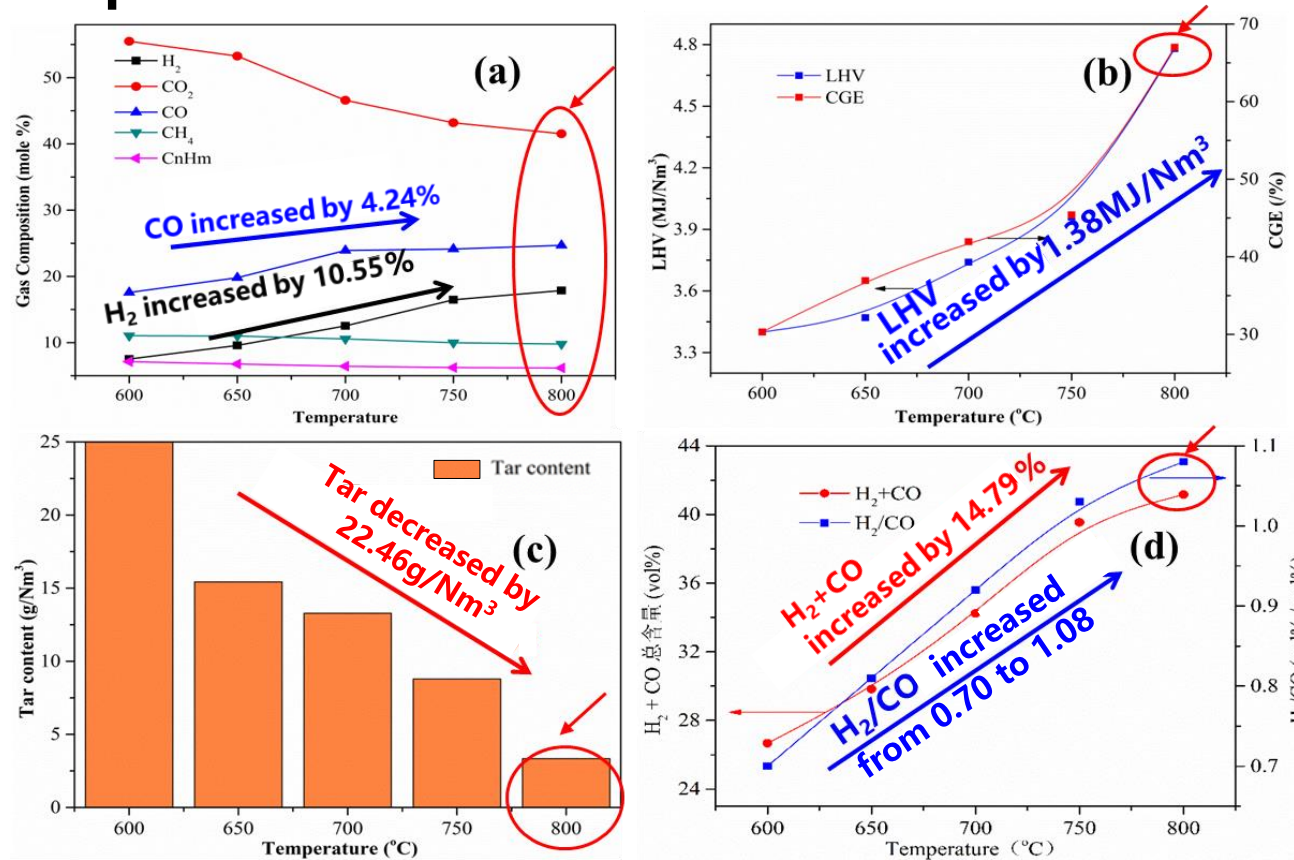 (a)
H2
CO2
CO
CH4
CnHm
CO increased by 4.24%
H2 increased by 10.55%
Gas Composition (mole %)
50
40
30
20
10
600 650 700 750 800
Temperature
(b)
LHV
CGE
LHV
increased by1.38MJ/Nm3
LHV (MJ/Nm3)
4.8
4.5
4.2
3.9
3.6
3.3
70
60
50
40
30
CGE (/%)
600 650 700 750 800
Temperature (oC)
(c)
Tar content
Tar decreased by
22.46g/Nm3
Tar content (g/Nm3)
25
20
15
10
5
0
600 650 700 750 800
Temperature (oC)
(d)
H2+CO
H2/CO
H2+CO
increased by 14.79%
H2/CO increased
from 0.70 to 1.08
H2 + CO 总含量 (vol%)
44
40
36
32
28
24
1.1
1.0
0.9
0.8
0.7
600 650 700 750 800
Temperature（°C）